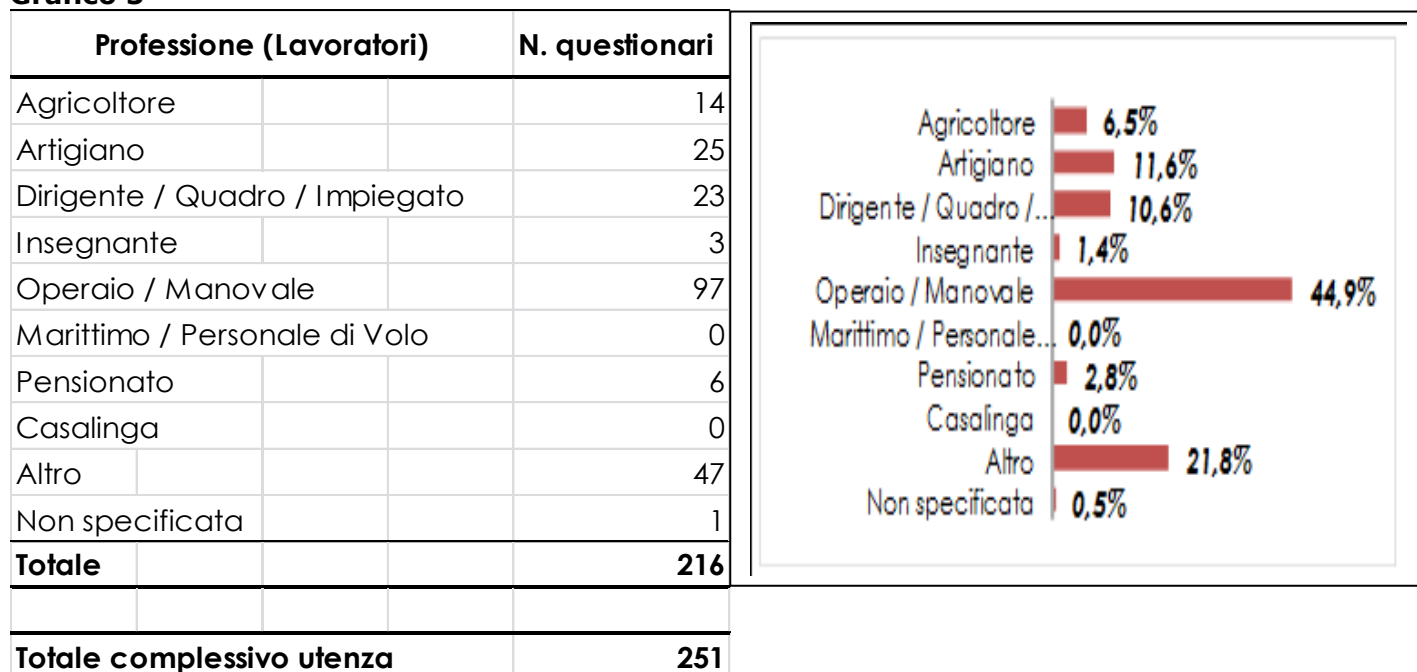 Professione (Lavoratori) N. questionari
Agricoltore 14
Artigiano 25
Dirigente / Quadro / Impiegato 23
Insegnante 3
Operaio / Manovale 97
Marittimo / Personale di Volo 0
Pensionato 6
Casalinga 0
Altro 47
Non specificata 1
Totale 216
Totale complessivo utenza 251
Agricoltore 6,5%
Artigiano 11,6%
Dirigente / Quadro /... 10,6%
Insegnante 1,4%
Operaio / Manovale 44,9%
Marittimo / Personale... 0,0%
Pensionato 2,8%
Casalinga 0,0%
Altro 21,8%
Non specificata 0,5%